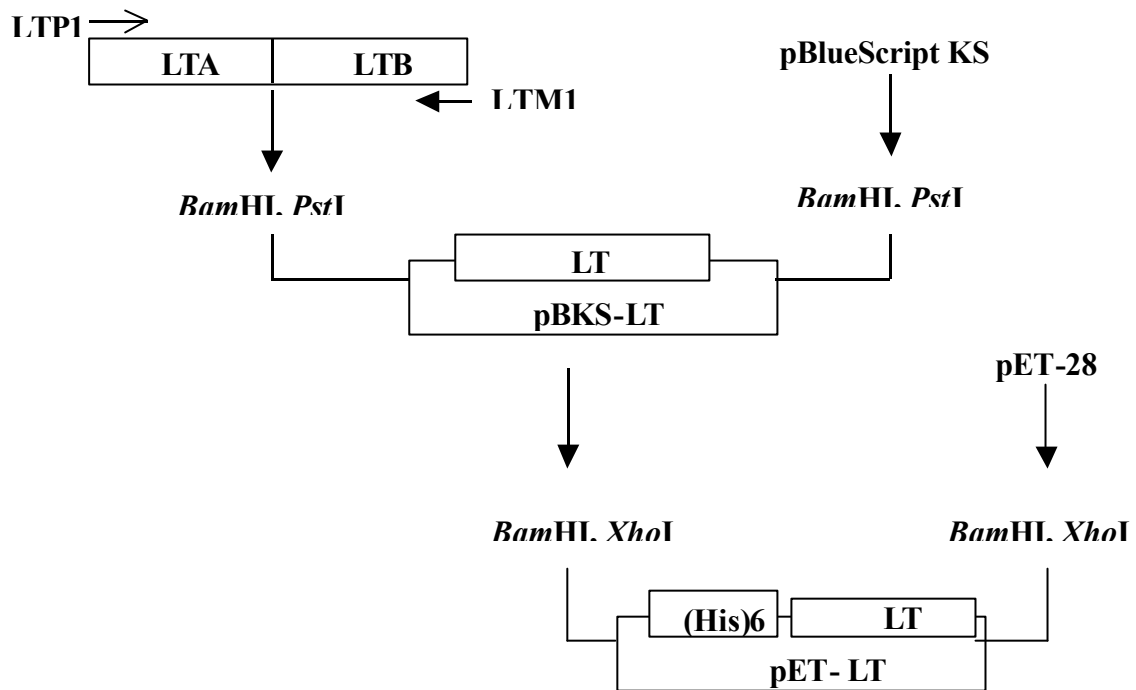 LTP1
LTA LTB
pBlueScript KS
LTM1
BamHI, PstI
BamHI, PstI
LT
pBKS-LT
pET-28
BamHI, XhoI
BamHI, XhoI
(His)6 LT
pET- LT